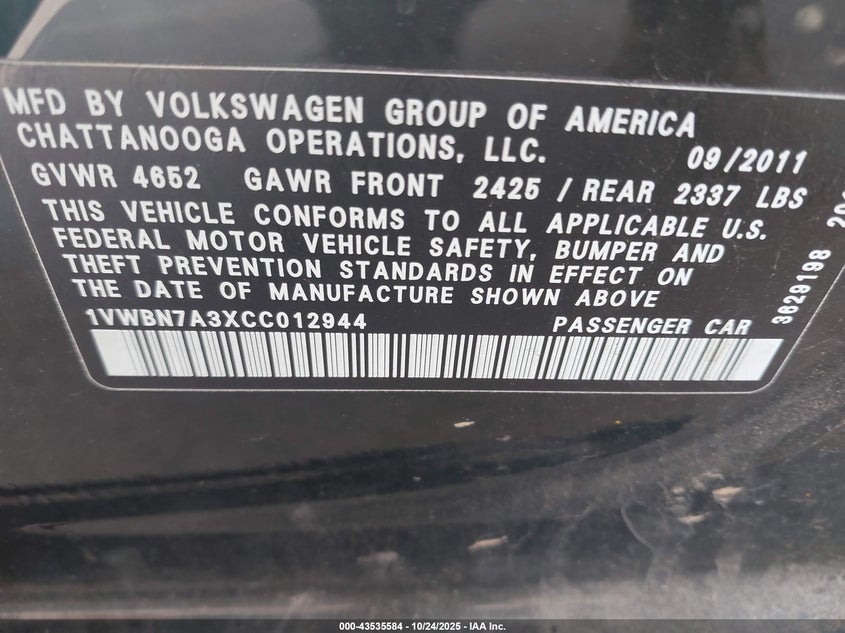 MFD BY VOLKSWAGEN GROUP OF AMERICA
CHATTANOOGA OPERATIONS, LLC. 09/2011
GVWR 4652 GAWR FRONT 2425 / REAR 2337 LBS
THIS VEHICLE CONFORMS TO ALL APPLICABLE U.S.
FEDERAL MOTOR VEHICLE SAFETY, BUMPER AND
THEFT PREVENTION STANDARDS IN EFFECT ON
THE DATE OF MANUFACTURE SHOWN ABOVE
1VWBN7A3XCC012944 PASSENGER CAR
3629198
000-43535584 - 10/24/2025 - IAA Inc.